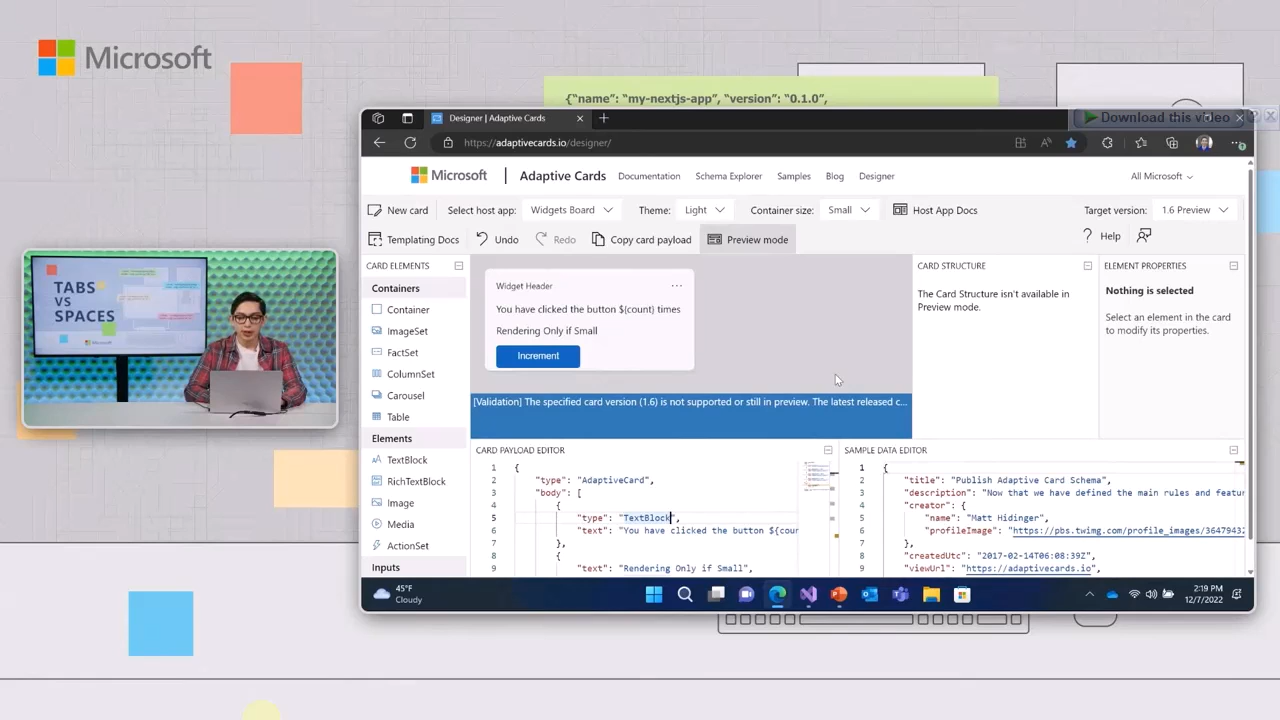 Microsoft
{"name": "my-nextjs-app", "version": "0.1.0",
Designer | Adaptive Cards
Download this video
https://adaptivecards.io/designer/
Microsoft | Adaptive Cards Documentation Schema Explorer Samples Blog Designer All Microsoft
New card Select host app: Widgets Board Theme: Light Container size: Small Host App Docs Target version: 1.6 Preview
Templating Docs Undo Redo Copy card payload Preview mode Help
CARD ELEMENTS
Containers
Container
ImageSet
FactSet
ColumnSet
Carousel
Table
Elements
TextBlock
RichTextBlock
Image
Media
ActionSet
Inputs
Widget Header ...
You have clicked the button ${count} times
Rendering Only if Small
Increment
[Validation] The specified card version (1.6) is not supported or still in preview. The latest released c...
CARD STRUCTURE
The Card Structure isn't available in
Preview mode.
ELEMENT PROPERTIES
Nothing is selected
Select an element in the card
to modify its properties.
CARD PAYLOAD EDITOR
1 {
2 "type": "AdaptiveCard",
3 "body": [
4 {
5 "type": "TextBlock",
6 "text": "You have clicked the button ${cour
7 },
8 {
9 "text": "Rendering Only if Small",
SAMPLE DATA EDITOR
1 {
2 "title": "Publish Adaptive Card Schema",
3 "description": "Now that we have defined the main rules and featur
4 "creator": {
5 "name": "Matt Hidinger",
6 "profileImage": "https://pbs.twimg.com/profile_images/36479432
7 },
8 "createdUtc": "2017-02-14T06:08:39Z",
9 "viewUrl": "https://adaptivecards.io",
TABS
VS
SPACES
Microsoft
45°F
Cloudy
2:19 PM
12/7/2022